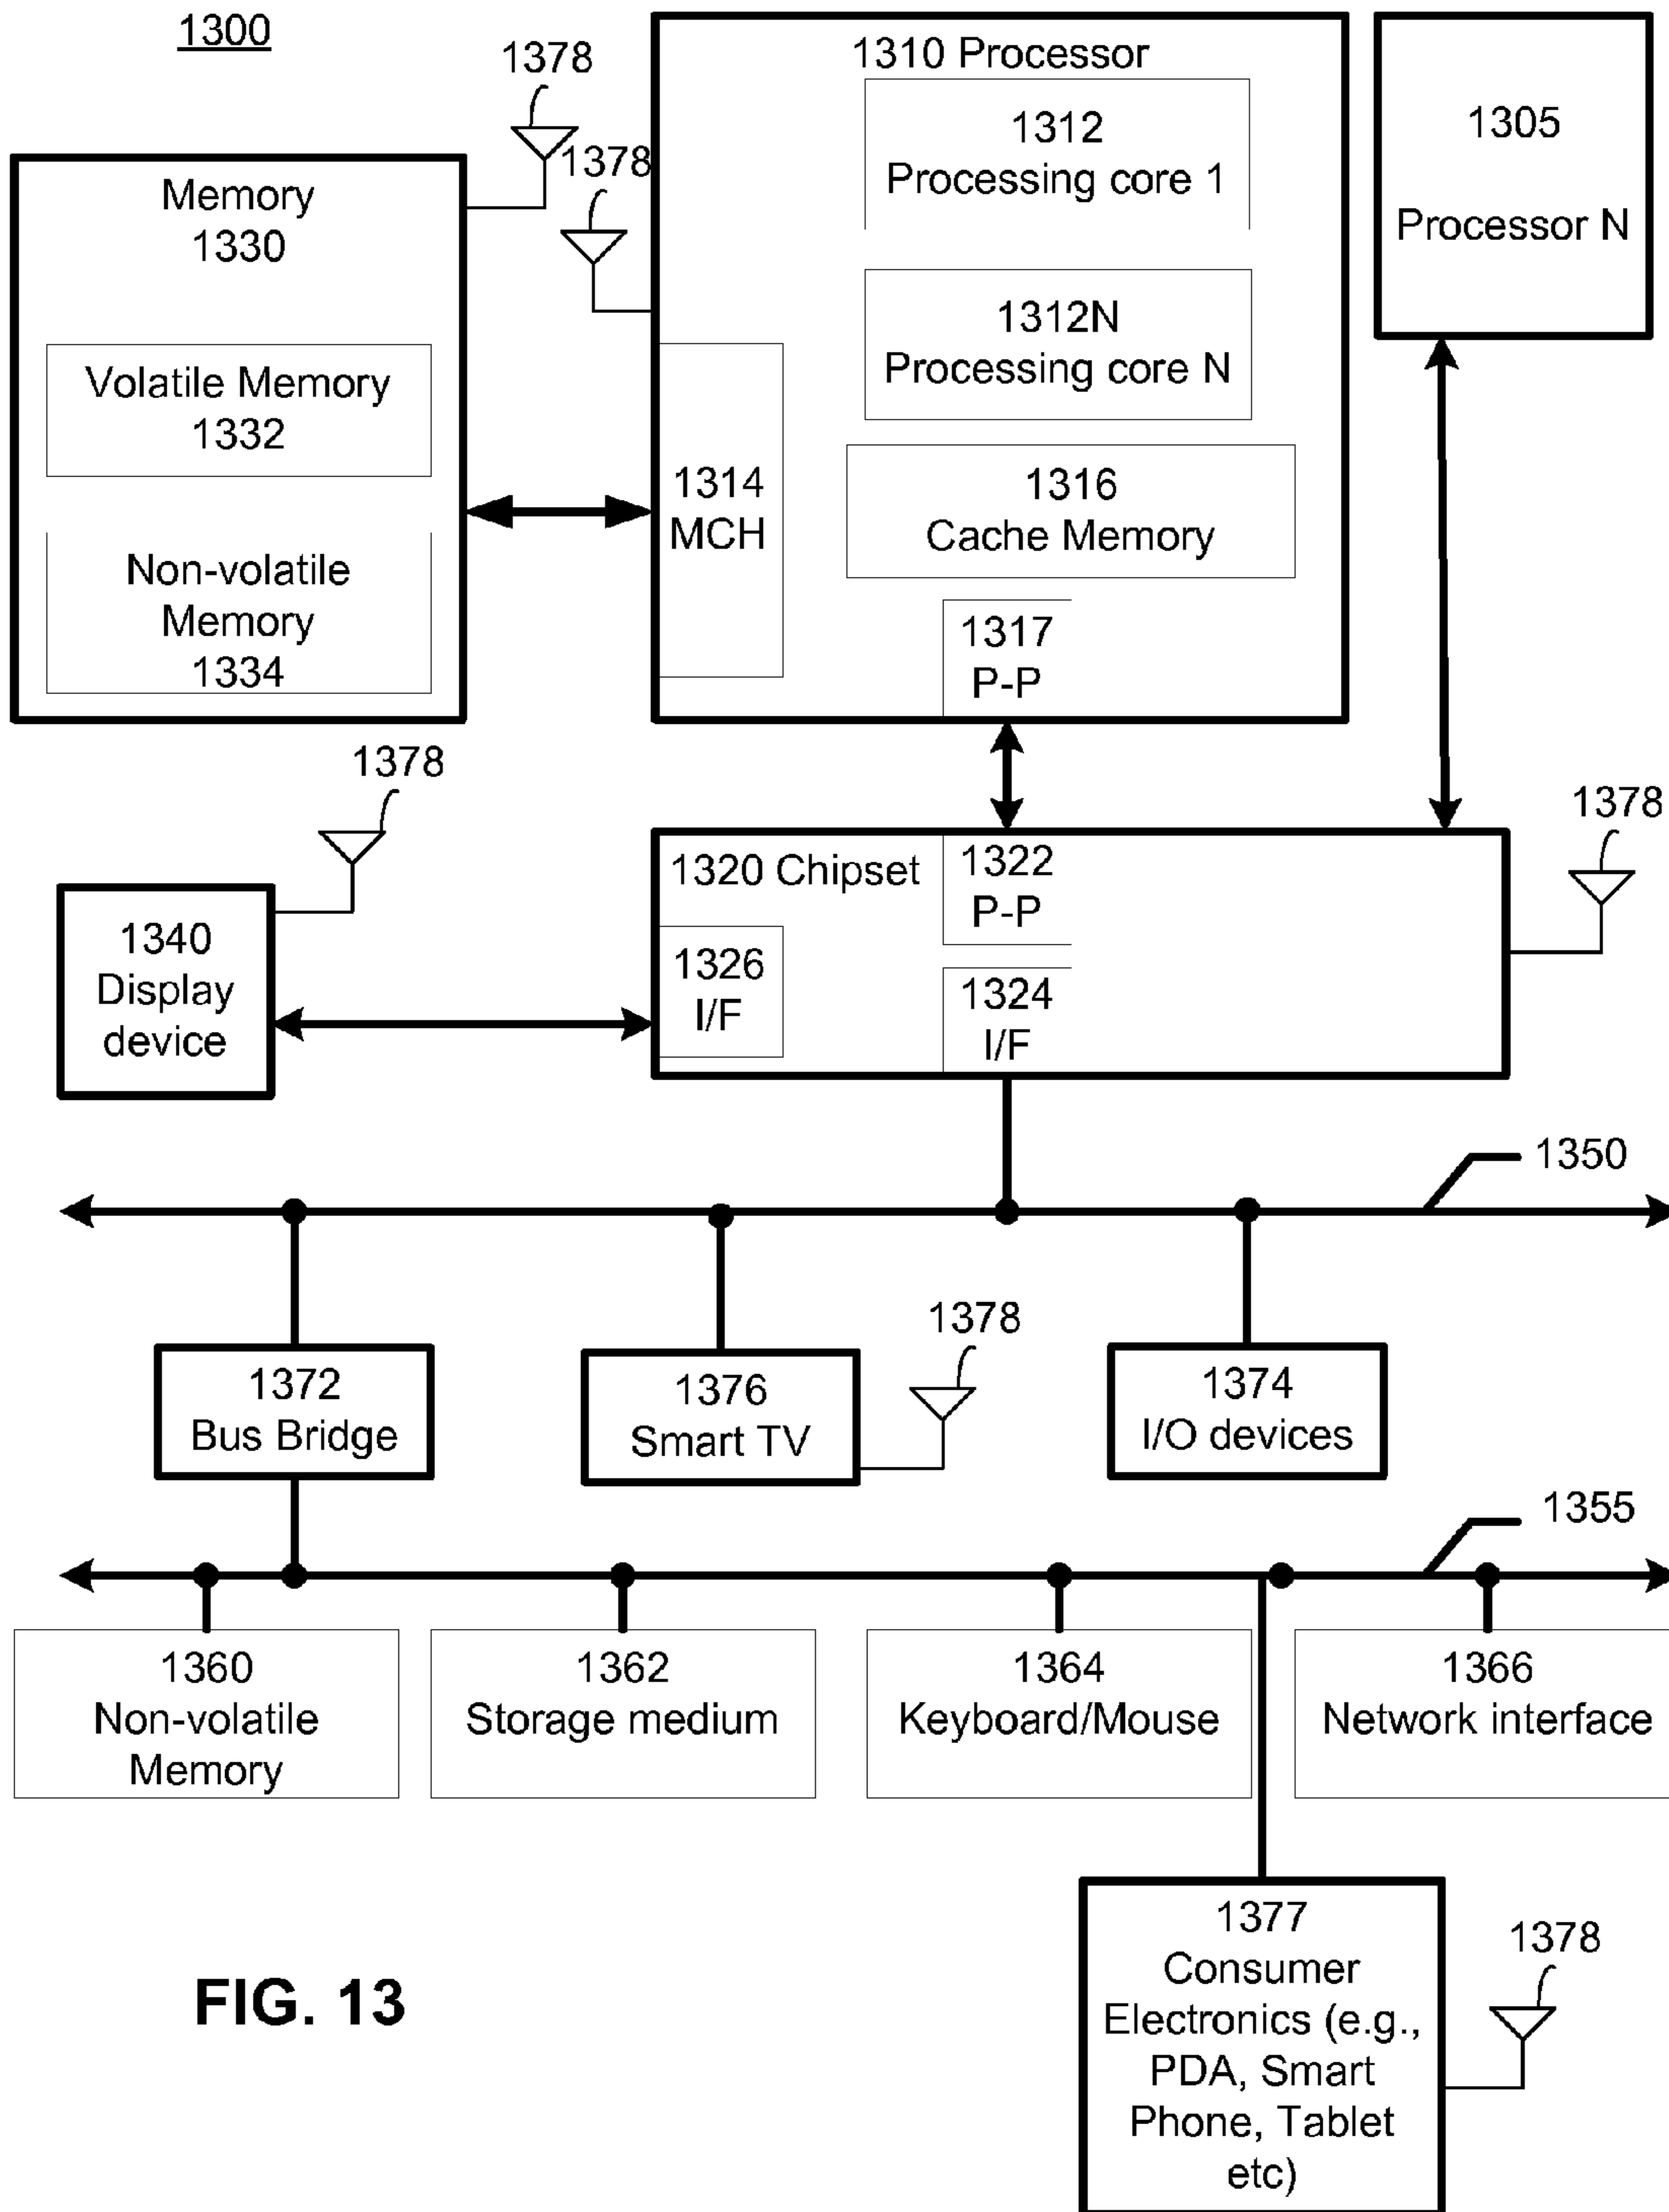 1300
1378
1378
1310 Processor
1312
Processing core 1
1305
Processor N
Memory
1330
1312N
Processing core N
Volatile Memory
1332
1314
MCH
1316
Cache Memory
Non-volatile
Memory
1334
1317
P-P
1378
1378
1320 Chipset
1322
P-P
1340
Display
device
1326
I/F
1324
I/F
1350
1372
Bus Bridge
1376
Smart TV
1378
1374
I/O devices
1355
1360
Non-volatile
Memory
1362
Storage medium
1364
Keyboard/Mouse
1366
Network interface
1377
Consumer
Electronics (e.g.,
PDA, Smart
Phone, Tablet
etc)
1378
FIG. 13